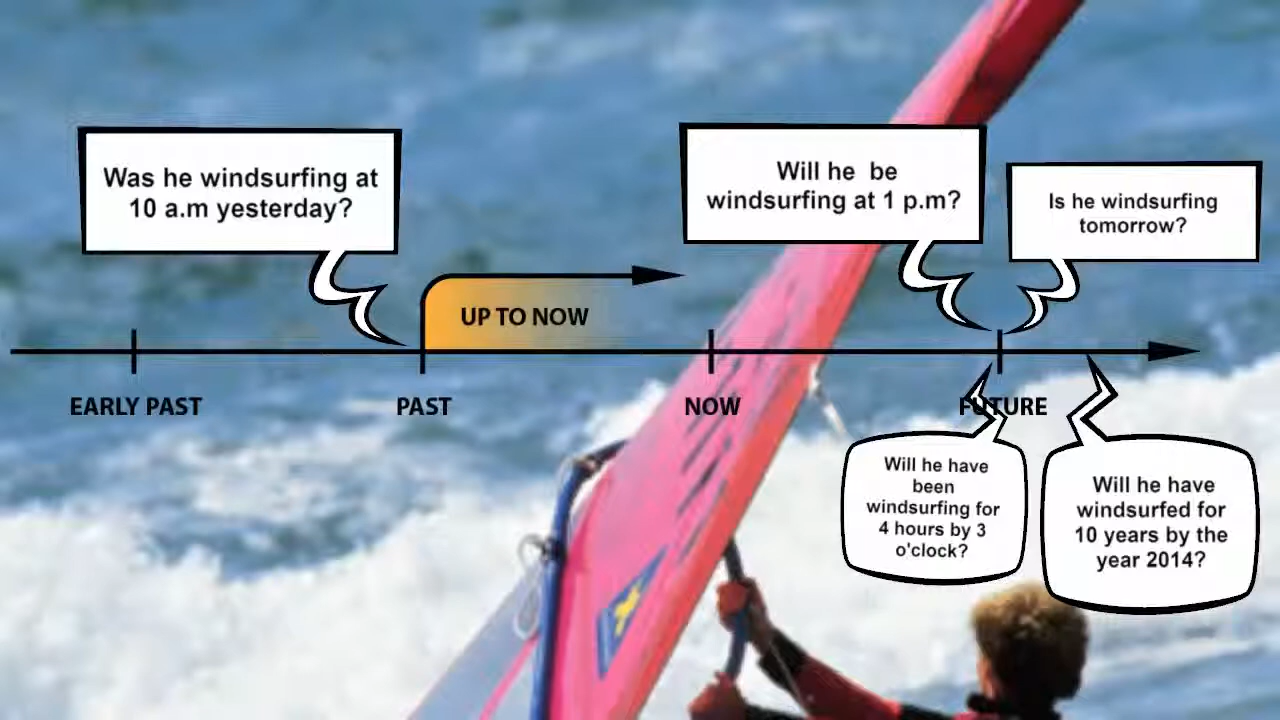 Was he windsurfing at
10 a.m yesterday?
Will he  be
windsurfing at 1 p.m?
Is he windsurfing
tomorrow?
UP TO NOW
EARLY PAST
PAST
NOW
FUTURE
Will he have
been
windsurfing for
4 hours by 3
o'clock?
Will he have
windsurfed for
10 years by the
year 2014?